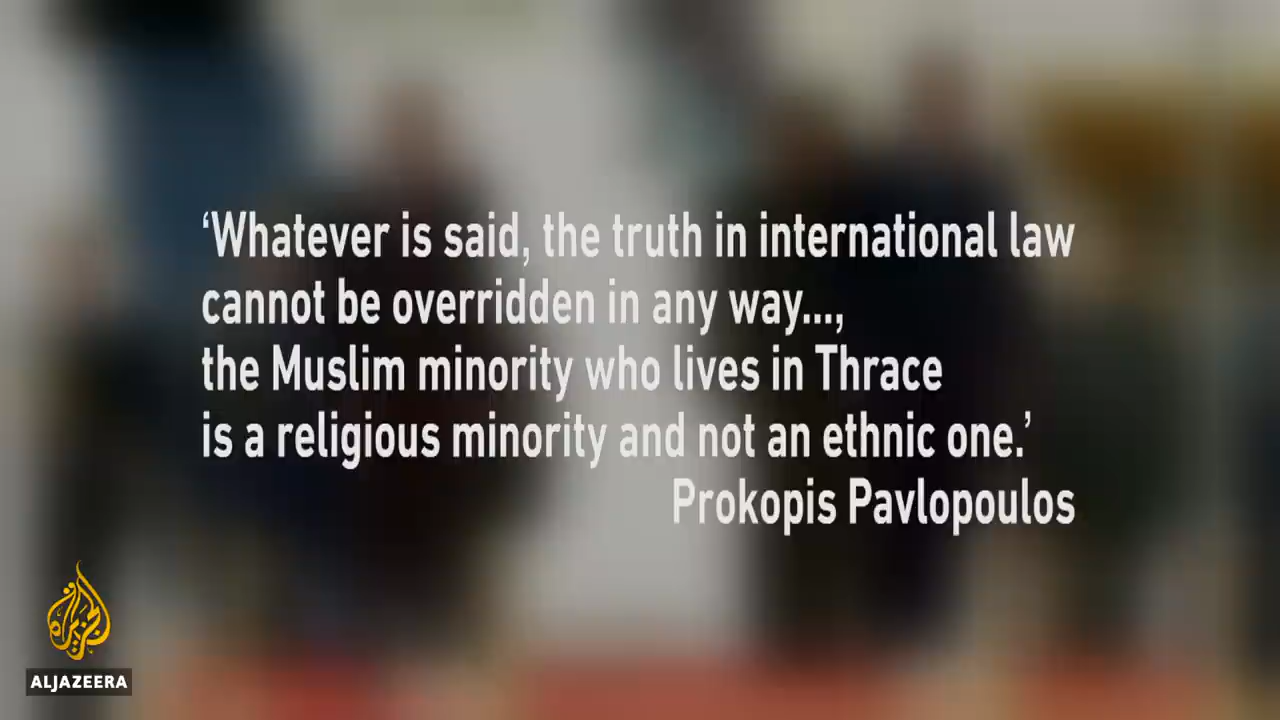 ‘Whatever is said, the truth in international law
cannot be overridden in any way...,
the Muslim minority who lives in Thrace
is a religious minority and not an ethnic one.’
Prokopis Pavlopoulos
الجزيرة
ALJAZEERA